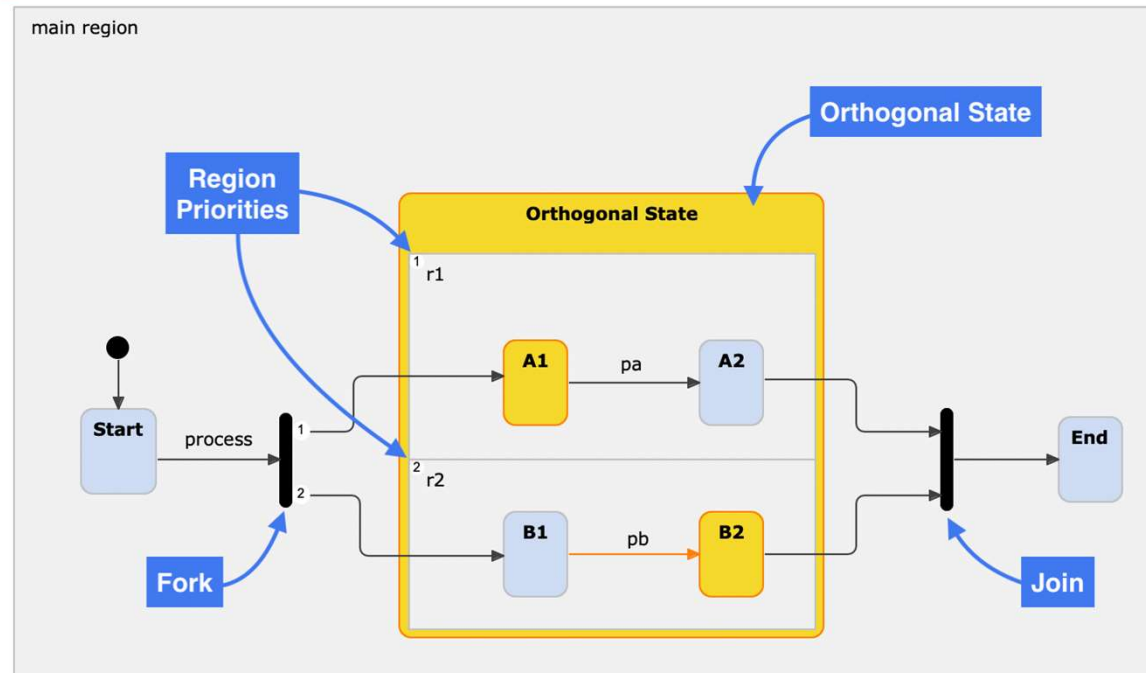 main region
Orthogonal State
Region
Priorities
Orthogonal State
1
r1
A1
pa
A2
Start
process
1
2
End
2
r2
B1
pb
B2
Fork
Join